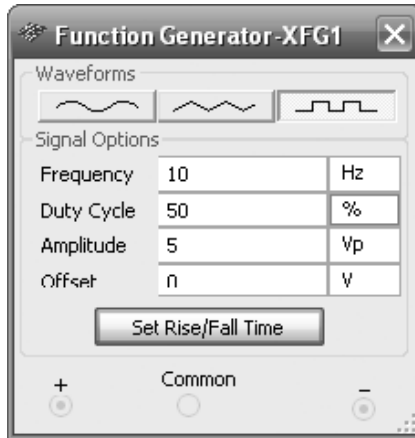 Function Generator-XFG1
Waveforms
Signal Options
Frequency 10 Hz
Duty Cycle 50 %
Amplitude 5 Vp
Offset 0 V
Set Rise/Fall Time
+ Common −